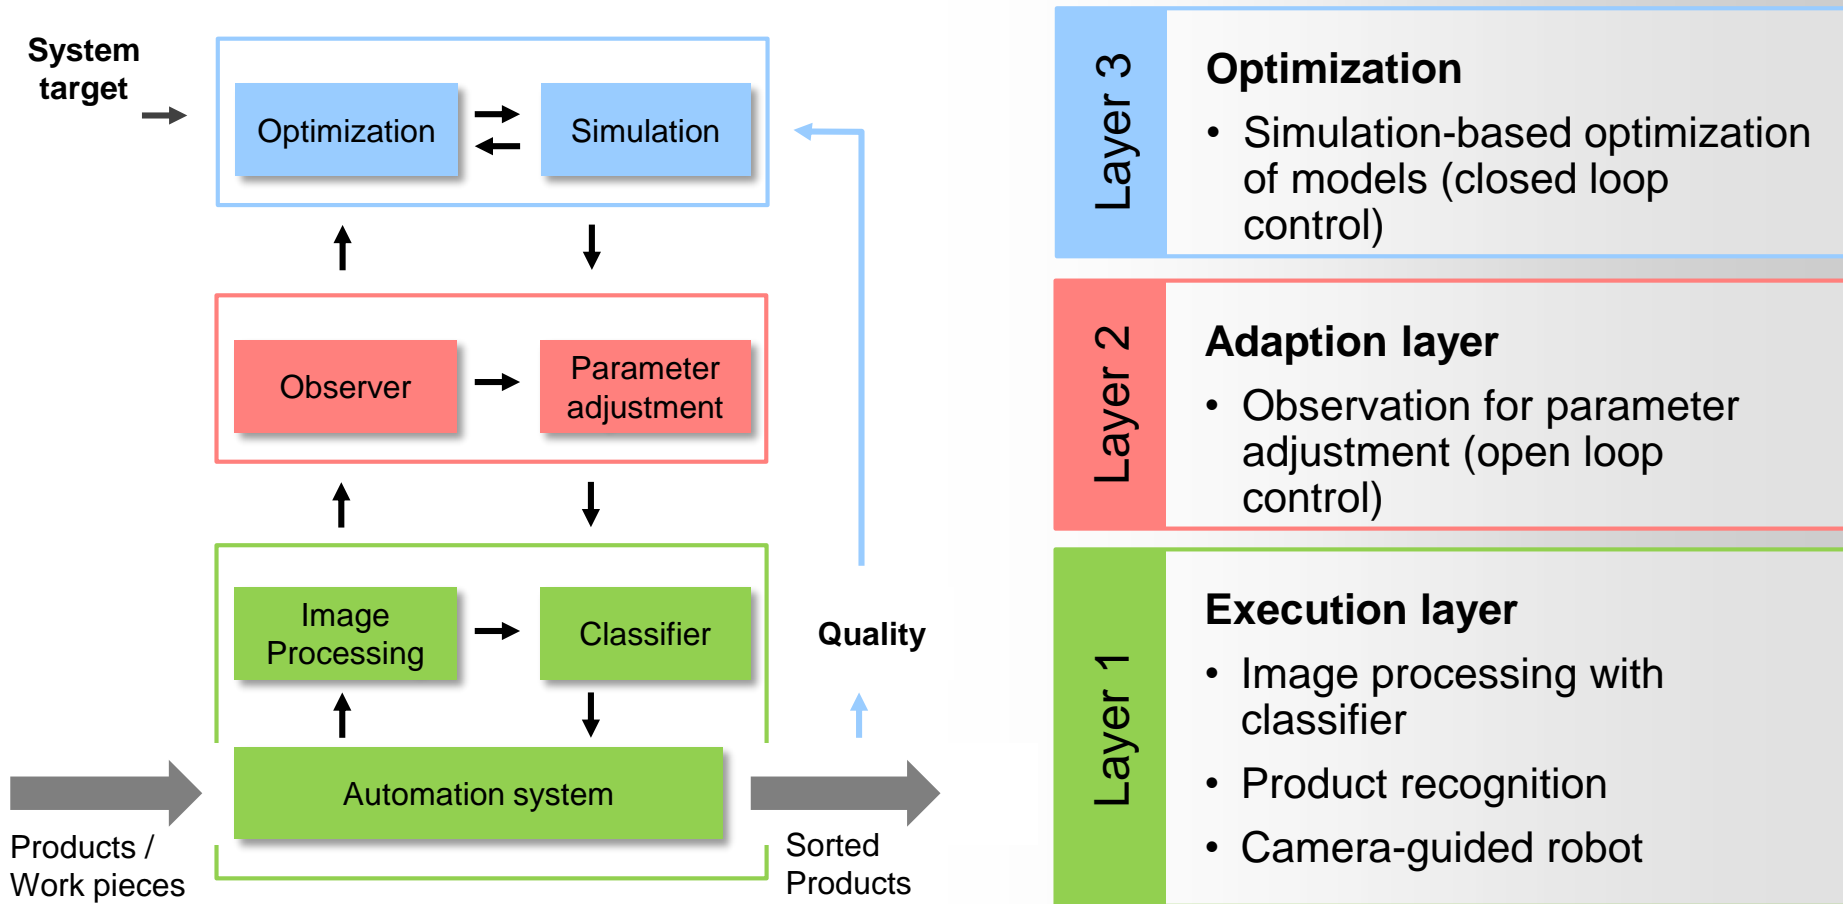 System
target
Optimization
Simulation
Observer
Parameter
adjustment
Image
Processing
Classifier
Quality
Automation system
Products /
Work pieces
Sorted
Products
Layer 3
Optimization
• Simulation-based optimization
of models (closed loop
control)
Layer 2
Adaption layer
• Observation for parameter
adjustment (open loop
control)
Layer 1
Execution layer
• Image processing with
classifier
• Product recognition
• Camera-guided robot